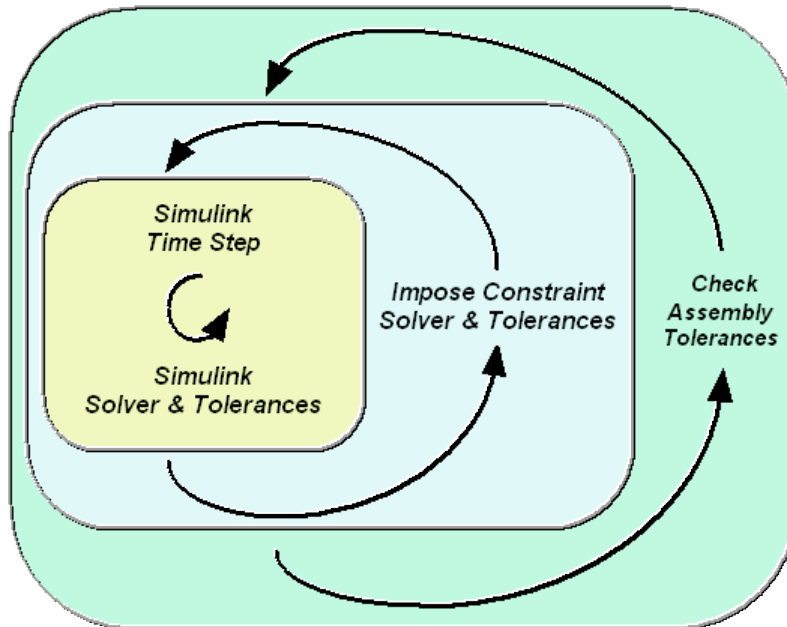 Simulink
Time Step
Simulink
Solver & Tolerances
Impose Constraint
Solver & Tolerances
Check
Assembly
Tolerances